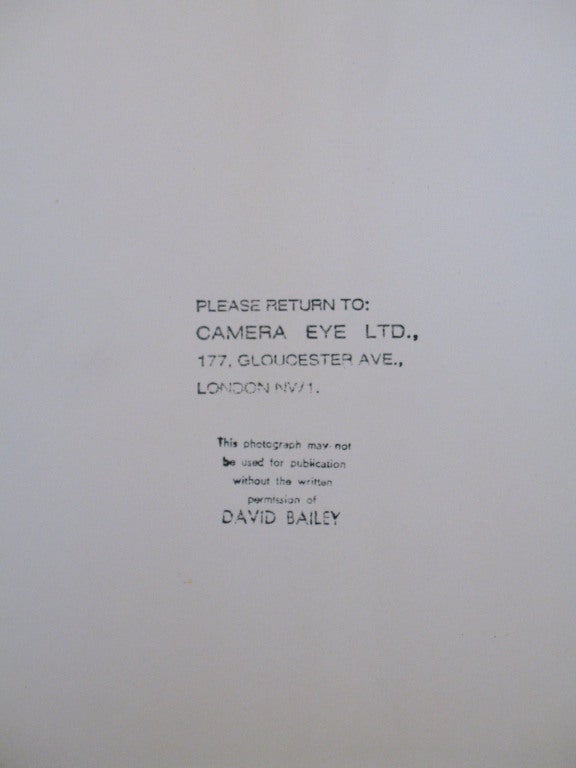 PLEASE RETURN TO:
CAMERA EYE LTD.,
177, GLOUCESTER AVE.,
LONDON NW1.
This photograph may not
be used for publication
without the written
permission of
DAVID BAILEY